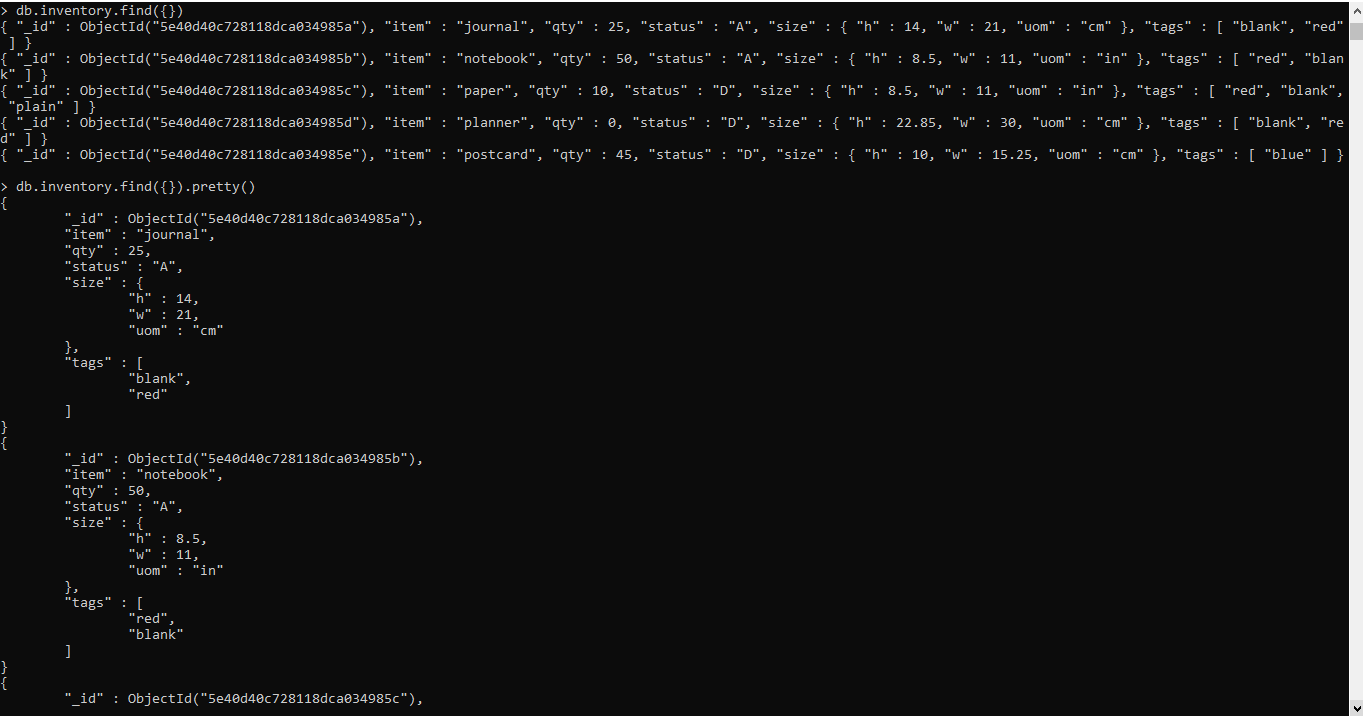 > db.inventory.find({})
{ "_id" : ObjectId("5e40d40c728118dca034985a"), "item" : "journal", "qty" : 25, "status" : "A", "size" : { "h" : 14, "w" : 21, "uom" : "cm" }, "tags" : [ "blank", "red"
 ] }
{ "_id" : ObjectId("5e40d40c728118dca034985b"), "item" : "notebook", "qty" : 50, "status" : "A", "size" : { "h" : 8.5, "w" : 11, "uom" : "in" }, "tags" : [ "red", "blan
k" ] }
{ "_id" : ObjectId("5e40d40c728118dca034985c"), "item" : "paper", "qty" : 10, "status" : "D", "size" : { "h" : 8.5, "w" : 11, "uom" : "in" }, "tags" : [ "red", "blank",
 "plain" ] }
{ "_id" : ObjectId("5e40d40c728118dca034985d"), "item" : "planner", "qty" : 0, "status" : "D", "size" : { "h" : 22.85, "w" : 30, "uom" : "cm" }, "tags" : [ "blank", "re
d" ] }
{ "_id" : ObjectId("5e40d40c728118dca034985e"), "item" : "postcard", "qty" : 45, "status" : "D", "size" : { "h" : 10, "w" : 15.25, "uom" : "cm" }, "tags" : [ "blue" ] }
> db.inventory.find({}).pretty()
{
        "_id" : ObjectId("5e40d40c728118dca034985a"),
        "item" : "journal",
        "qty" : 25,
        "status" : "A",
        "size" : {
                "h" : 14,
                "w" : 21,
                "uom" : "cm"
        },
        "tags" : [
                "blank",
                "red"
        ]
}
{
        "_id" : ObjectId("5e40d40c728118dca034985b"),
        "item" : "notebook",
        "qty" : 50,
        "status" : "A",
        "size" : {
                "h" : 8.5,
                "w" : 11,
                "uom" : "in"
        },
        "tags" : [
                "red",
                "blank"
        ]
}
{
        "_id" : ObjectId("5e40d40c728118dca034985c"),